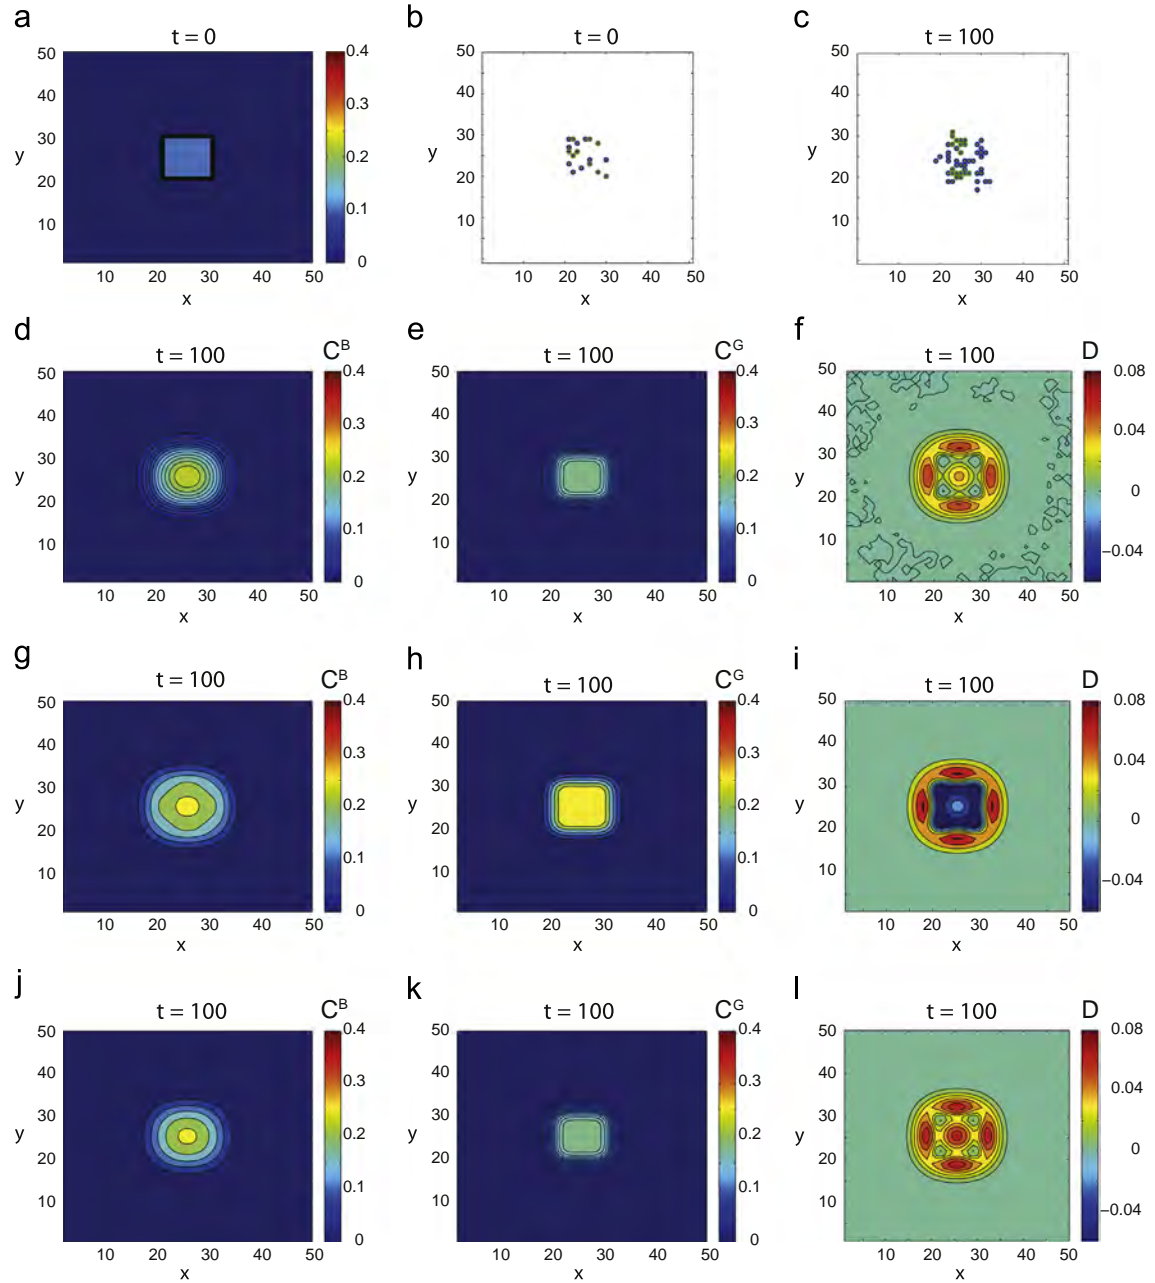 a b c
t = 0 t = 0 t = 100
50 0.4 50 50
40 0.3 40 40
30 30 30
y 0.2 y y
20 20 20
10 0.1 10 10
0
10 20 30 40 50 10 20 30 40 50 10 20 30 40 50
x x x
d e f
t = 100 C^B t = 100 C^G t = 100 D
50 0.4 50 0.4 50 0.08
40 0.3 40 0.3 40 0.04
30 30 30
y 0.2 y 0.2 y 0
20 20 20
10 0.1 10 0.1 10 −0.04
0 0
10 20 30 40 50 10 20 30 40 50 10 20 30 40 50
x x x
g h i
t = 100 C^B t = 100 C^G t = 100 D
50 0.4 50 0.4 50 0.08
40 0.3 40 0.3 40 0.04
30 30 30
y 0.2 y 0.2 y 0
20 20 20
10 0.1 10 0.1 10 −0.04
0 0
10 20 30 40 50 10 20 30 40 50 10 20 30 40 50
x x x
j k l
t = 100 C^B t = 100 C^G t = 100 D
50 0.4 50 0.4 50 0.08
40 0.3 40 0.3 40 0.04
30 30 30
y 0.2 y 0.2 y 0
20 20 20
10 0.1 10 0.1 10 −0.04
0 0
10 20 30 40 50 10 20 30 40 50 10 20 30 40 50
x x x